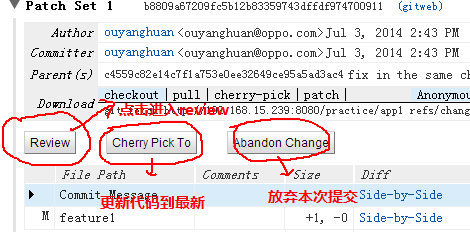 Patch Set 1 b8809a67209fc5b12b83359743dffdf974700911 (gitweb)
Author ouyanghuan <ouyanghuan@oppo.com> Jul 3, 2014 2:43 PM
Committer ouyanghuan <ouyanghuan@oppo.com> Jul 3, 2014 2:43 PM
Parent(s) c4559c82e14c7f1a753e0ee32649ce95a5ad3ac4 fix in the same ch
Download checkout | pull | cherry-pick | patch Anonymous
168.15.239:8080/practice/app1 refs/chang
点击进入review
Review Cherry Pick To Abandon Change
File Path Comments Size Diff
Commit Message Side-by-Side
更新代码到最新 放弃本次提交
M feature1 +1, -0 Side-by-Side